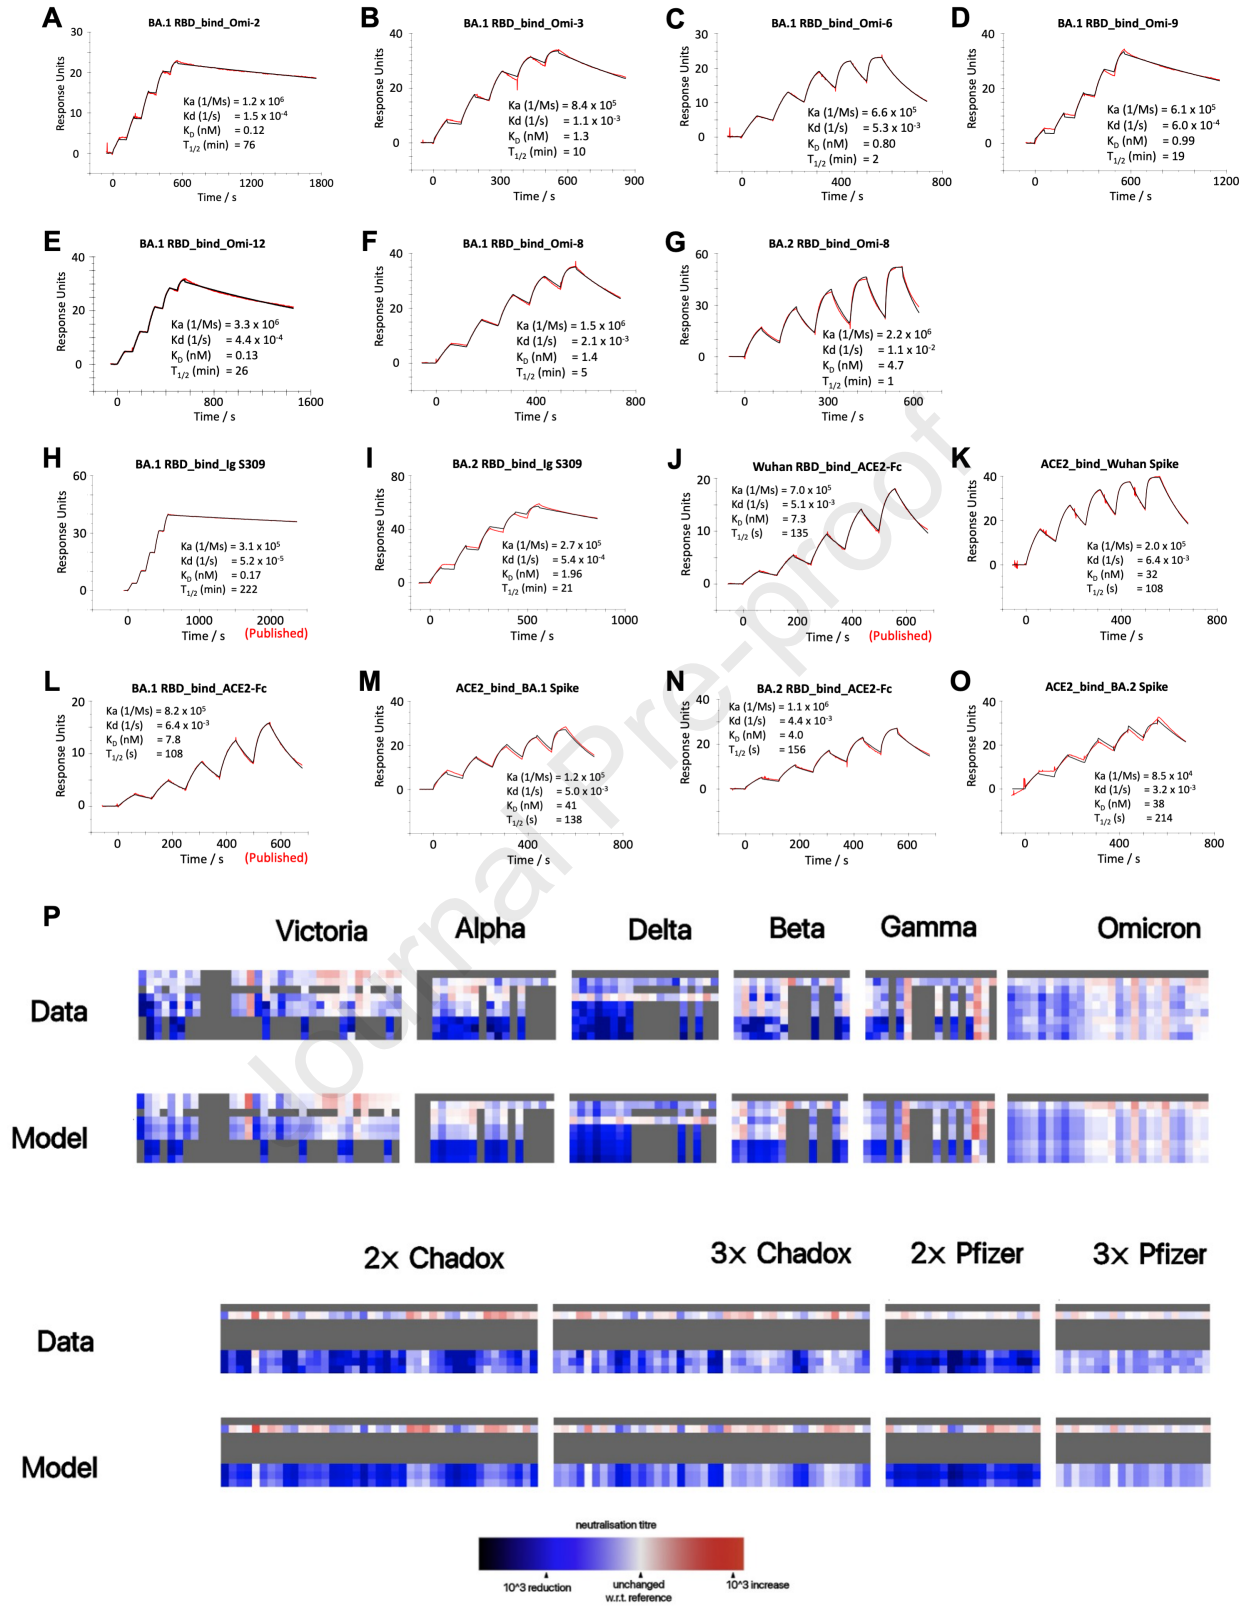 A
BA.1 RBD_bind_Omi-2
Response Units
30
20
10
0
Ka (1/Ms) = 1.2 x 10⁶
Kd (1/s) = 1.5 x 10⁻⁴
K_D (nM) = 0.12
T_1/2 (min) = 76
0 600 1200 1800
Time / s
B
BA.1 RBD_bind_Omi-3
Response Units
40
20
0
Ka (1/Ms) = 8.4 x 10⁵
Kd (1/s) = 1.1 x 10⁻³
K_D (nM) = 1.3
T_1/2 (min) = 10
0 300 600 900
Time / s
C
BA.1 RBD_bind_Omi-6
Response Units
30
20
10
0
Ka (1/Ms) = 6.6 x 10⁵
Kd (1/s) = 5.3 x 10⁻³
K_D (nM) = 0.80
T_1/2 (min) = 2
0 400 800
Time / s
D
BA.1 RBD_bind_Omi-9
Response Units
40
20
0
Ka (1/Ms) = 6.1 x 10⁵
Kd (1/s) = 6.0 x 10⁻⁴
K_D (nM) = 0.99
T_1/2 (min) = 19
0 600 1200
Time / s
E
BA.1 RBD_bind_Omi-12
Response Units
40
20
0
Ka (1/Ms) = 3.3 x 10⁶
Kd (1/s) = 4.4 x 10⁻⁴
K_D (nM) = 0.13
T_1/2 (min) = 26
0 400 800 1200 1600
Time / s
F
BA.1 RBD_bind_Omi-8
Response Units
40
20
0
Ka (1/Ms) = 1.5 x 10⁶
Kd (1/s) = 2.1 x 10⁻³
K_D (nM) = 1.4
T_1/2 (min) = 5
0 400 800
Time / s
G
BA.2 RBD_bind_Omi-8
Response Units
60
30
0
Ka (1/Ms) = 2.2 x 10⁶
Kd (1/s) = 1.1 x 10⁻²
K_D (nM) = 4.7
T_1/2 (min) = 1
0 300 600
Time / s
H
BA.1 RBD_bind_Ig S309
Response Units
60
30
0
Ka (1/Ms) = 3.1 x 10⁵
Kd (1/s) = 5.2 x 10⁻⁵
K_D (nM) = 0.17
T_1/2 (min) = 222
0 1000 2000
Time / s
(Published)
I
BA.2 RBD_bind_Ig S309
Response Units
80
40
0
Ka (1/Ms) = 2.7 x 10⁵
Kd (1/s) = 5.4 x 10⁻⁴
K_D (nM) = 1.96
T_1/2 (min) = 21
0 500 1000
Time / s
J
Wuhan RBD_bind_ACE2-Fc
Response Units
20
10
0
Ka (1/Ms) = 7.0 x 10⁵
Kd (1/s) = 5.1 x 10⁻³
K_D (nM) = 7.3
T_1/2 (s) = 135
0 200 400 600
Time / s
(Published)
K
ACE2_bind_Wuhan Spike
Response Units
40
20
0
Ka (1/Ms) = 2.0 x 10⁵
Kd (1/s) = 6.4 x 10⁻³
K_D (nM) = 32
T_1/2 (s) = 108
0 400 800
Time / s
L
BA.1 RBD_bind_ACE2-Fc
Response Units
20
10
0
Ka (1/Ms) = 8.2 x 10⁵
Kd (1/s) = 6.4 x 10⁻³
K_D (nM) = 7.8
T_1/2 (s) = 108
0 200 400 600
Time / s
(Published)
M
ACE2_bind_BA.1 Spike
Response Units
40
20
0
Ka (1/Ms) = 1.2 x 10⁵
Kd (1/s) = 5.0 x 10⁻³
K_D (nM) = 41
T_1/2 (s) = 138
0 400 800
Time / s
N
BA.2 RBD_bind_ACE2-Fc
Response Units
40
20
0
Ka (1/Ms) = 1.1 x 10⁶
Kd (1/s) = 4.4 x 10⁻³
K_D (nM) = 4.0
T_1/2 (s) = 156
0 200 400 600
Time / s
O
ACE2_bind_BA.2 Spike
Response Units
40
20
0
Ka (1/Ms) = 8.5 x 10⁴
Kd (1/s) = 3.2 x 10⁻³
K_D (nM) = 38
T_1/2 (s) = 214
0 400 800
Time / s
Journal Pre-proof
P
Victoria Alpha Delta Beta Gamma Omicron
Data
Model
2x Chadox 3x Chadox 2x Pfizer 3x Pfizer
Data
Model
neutralisation titre
10^3 reduction unchanged 10^3 increase
w.r.t. reference